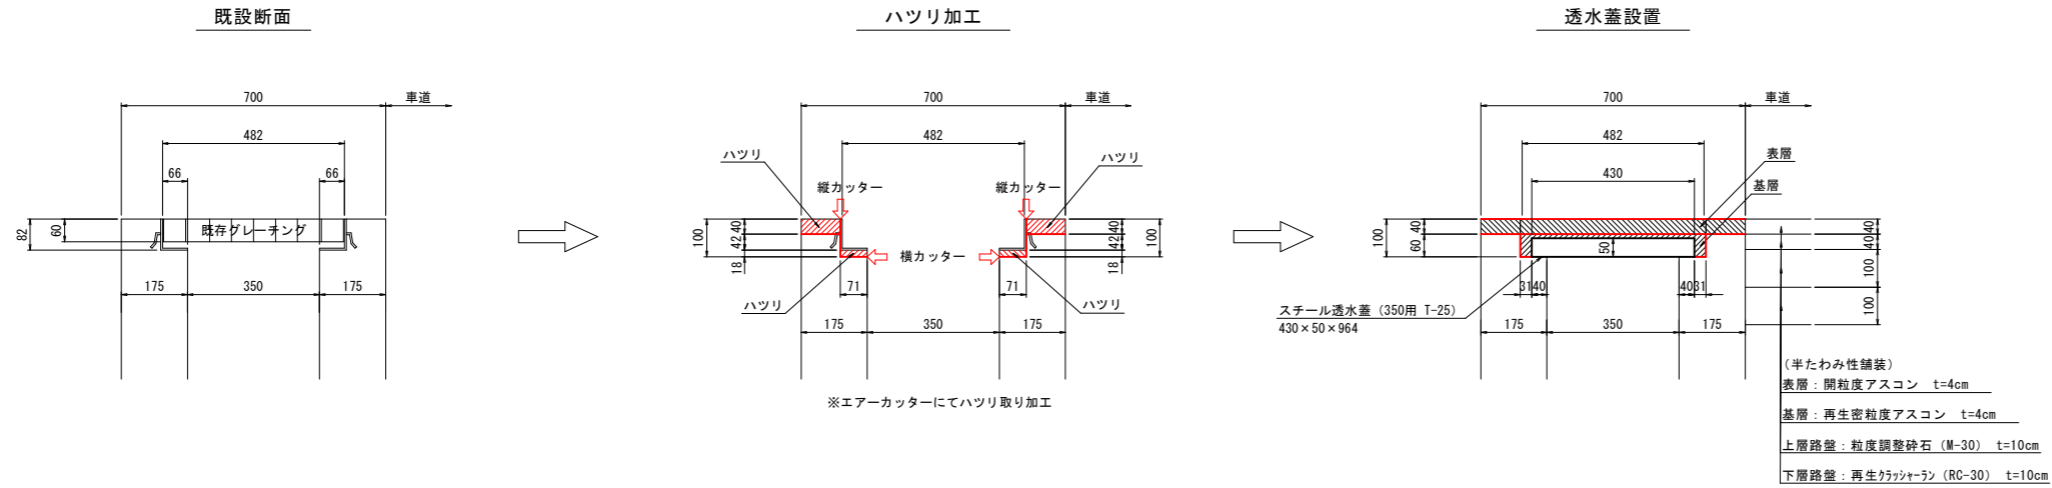 既設断面
700
車道
482
66
66
既存グレーチング
82
60
175
350
175
ハツリ加工
700
車道
482
ハツリ
ハツリ
縦カッター
縦カッター
100
40
42
18
40
42
18
100
横カッター
71
71
ハツリ
ハツリ
175
350
175
※エアーカッターにてハツリ取り加工
透水蓋設置
700
車道
482
表層
430
基層
100
40
60
50
40
40
100
100
31
40
40
31
スチール透水蓋（350用 T-25）
430×50×964
175
350
175
（半たわみ性舗装）
表層：開粒度アスコン t=4cm
基層：再生密粒度アスコン t=4cm
上層路盤：粒度調整砕石（M-30） t=10cm
下層路盤：再生クラッシャーラン（RC-30） t=10cm